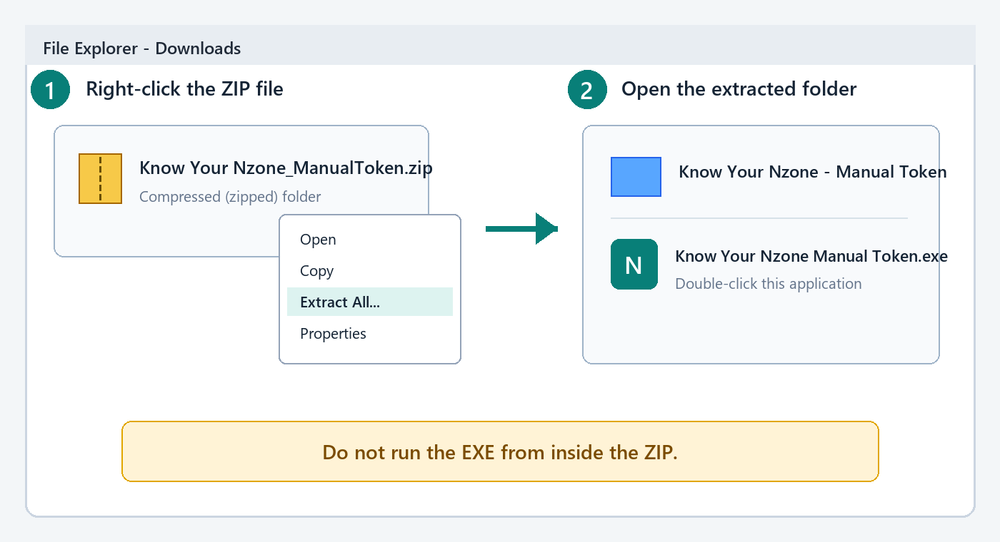 File Explorer - Downloads
1
Right-click the ZIP file
Know Your Nzone_ManualToken.zip
Compressed (zipped) folder
Open
Copy
Extract All...
Properties
2
Open the extracted folder
Know Your Nzone - Manual Token
N
Know Your Nzone Manual Token.exe
Double-click this application
Do not run the EXE from inside the ZIP.